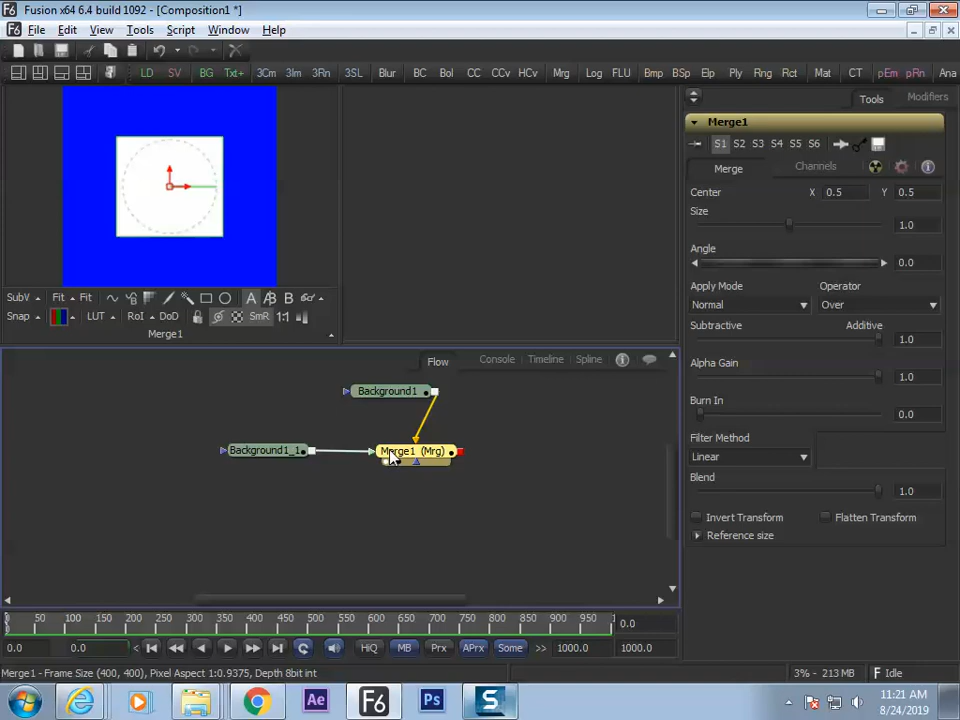 Fusion x64 6.4 build 1092 - [Composition1 *]
File Edit View Tools Script Window Help
LD SV BG Txt+ 3Cm 3Im 3Rn 3SL Blur BC Bol CC CCv HCv Mrg Log FLU Bmp BSp Elp Ply Rng Rct Mat CT pEm pRn Ana
Tools Modifiers
Merge1
S1 S2 S3 S4 S5 S6
Merge Channels
Center X 0.5 Y 0.5
Size
1.0
Angle
0.0
Apply Mode Operator
Normal Over
Subtractive Additive
1.0
Alpha Gain
1.0
Burn In
0.0
Filter Method
Linear
Blend
1.0
Invert Transform Flatten Transform
Reference size
SubV Fit Fit A B B
Snap LUT RoI DoD SmR 1:1
Merge1
Flow Console Timeline Spline
Background1
Background1_1
Merge1 (Mrg)
0 50 100 150 200 250 300 350 400 450 500 550 600 650 700 750 800 850 900 950 0.0
0.0 0.0 HiQ MB Prx APrx Some >> 1000.0 1000.0
Merge1 - Frame Size (400, 400), Pixel Aspect 1:0.9375, Depth 8bit int
3% - 213 MB F Idle
Ae F6 Ps S
11:21 AM
8/24/2019